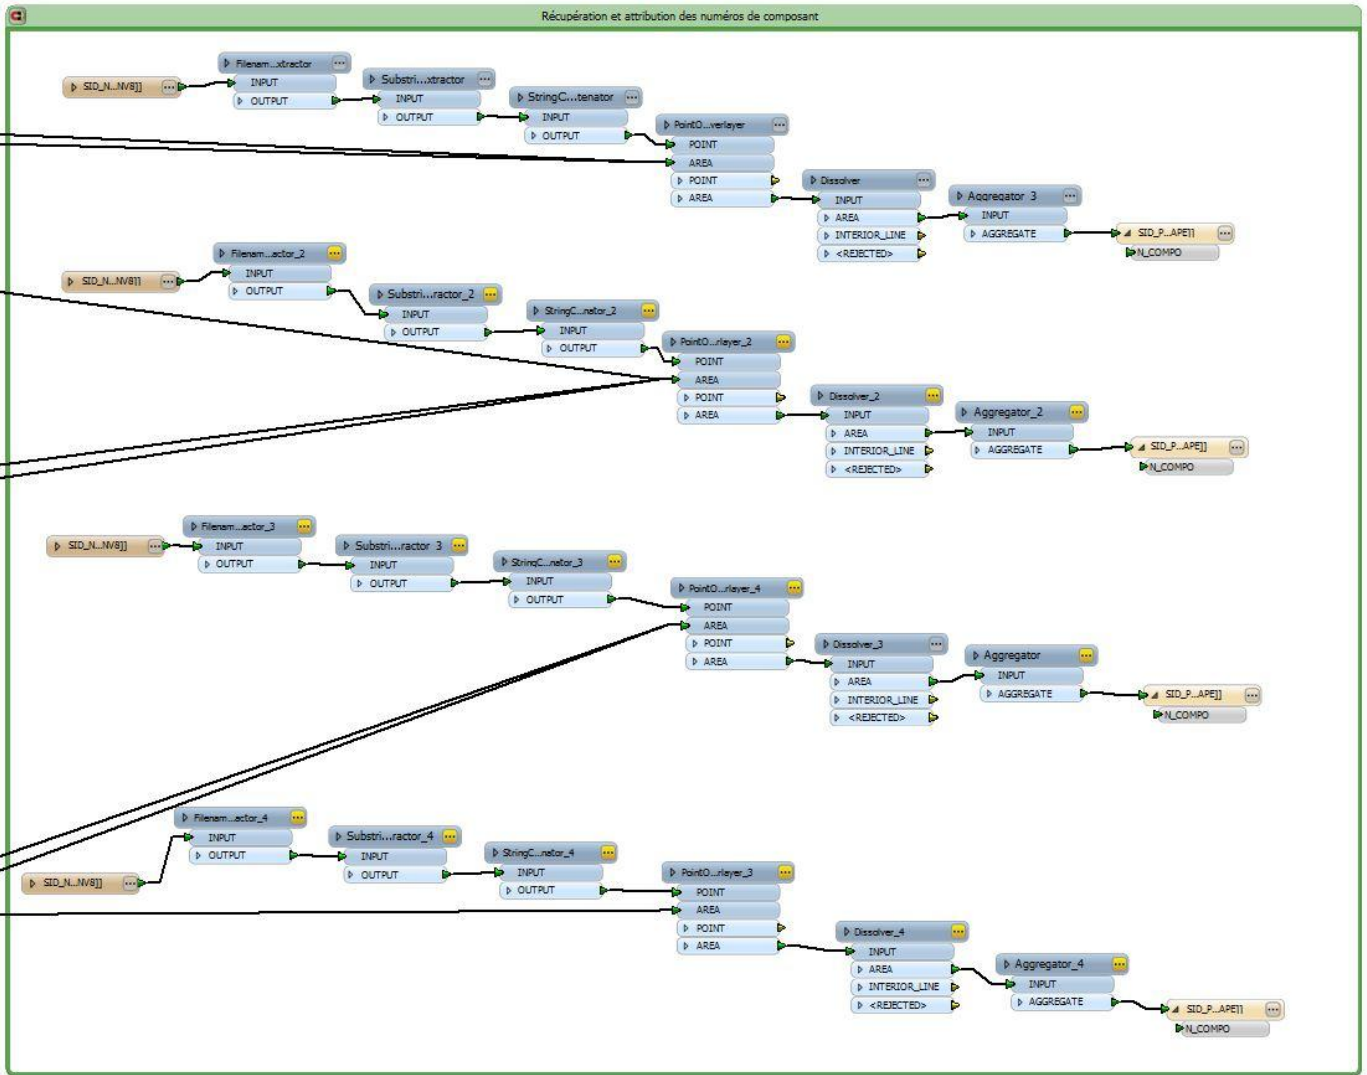 Récupération et attribution des numéros de composant
SID_N...NV8]]
Filenam...xtractor
INPUT
OUTPUT
Substri...xtractor
INPUT
OUTPUT
StringC...tenator
INPUT
OUTPUT
PointO...verlayer
POINT
AREA
POINT
AREA
Dissolver
INPUT
AREA
INTERIOR_LINE
<REJECTED>
Aggregator_3
INPUT
AGGREGATE
SID_P...APE]]
N_COMPO
SID_N...NV8]]
Filenam...actor_2
INPUT
OUTPUT
Substri...ractor_2
INPUT
OUTPUT
StringC...nator_2
INPUT
OUTPUT
PointO...rlayer_2
POINT
AREA
POINT
AREA
Dissolver_2
INPUT
AREA
INTERIOR_LINE
<REJECTED>
Aggregator_2
INPUT
AGGREGATE
SID_P...APE]]
N_COMPO
SID_N...NV8]]
Filenam...actor_3
INPUT
OUTPUT
Substri...ractor_3
INPUT
OUTPUT
StringC...nator_3
INPUT
OUTPUT
PointO...rlayer_4
POINT
AREA
POINT
AREA
Dissolver_3
INPUT
AREA
INTERIOR_LINE
<REJECTED>
Aggregator
INPUT
AGGREGATE
SID_P...APE]]
N_COMPO
SID_N...NV8]]
Filenam...actor_4
INPUT
OUTPUT
Substri...ractor_4
INPUT
OUTPUT
StringC...nator_4
INPUT
OUTPUT
PointO...rlayer_3
POINT
AREA
POINT
AREA
Dissolver_4
INPUT
AREA
INTERIOR_LINE
<REJECTED>
Aggregator_4
INPUT
AGGREGATE
SID_P...APE]]
N_COMPO